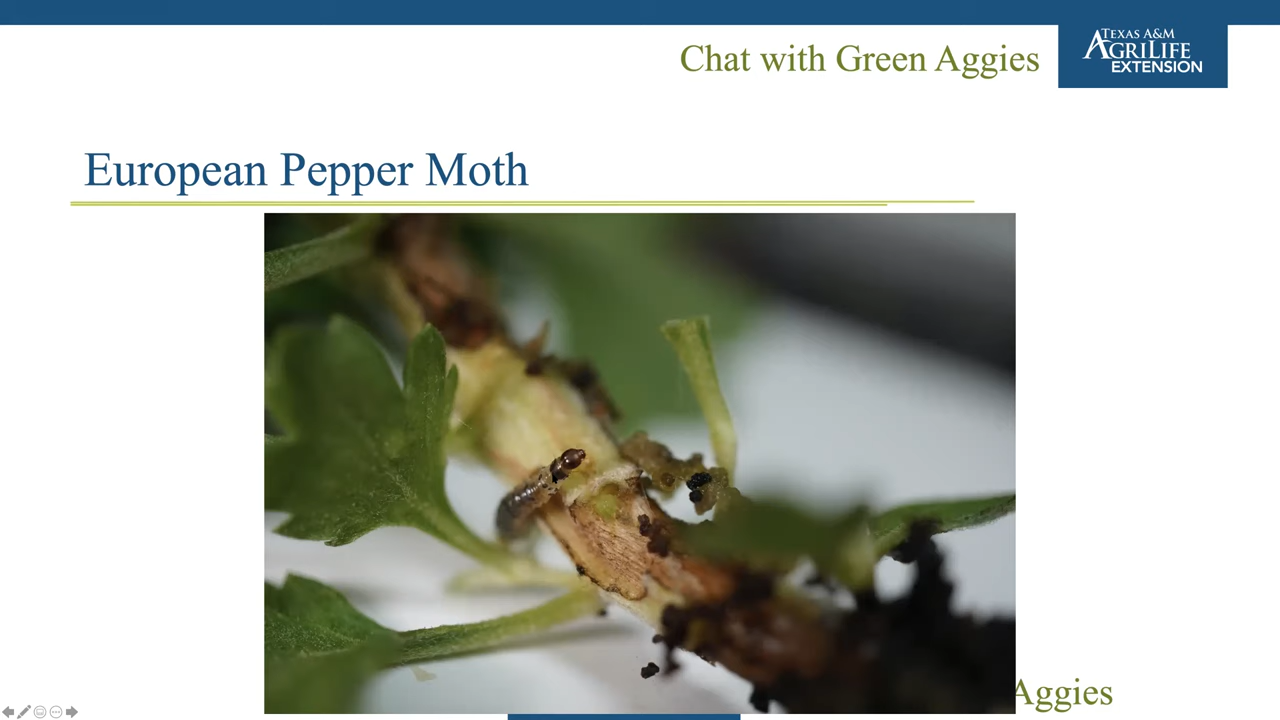 Chat with Green Aggies
TEXAS A&M
AGRILIFE
EXTENSION
European Pepper Moth
Aggies